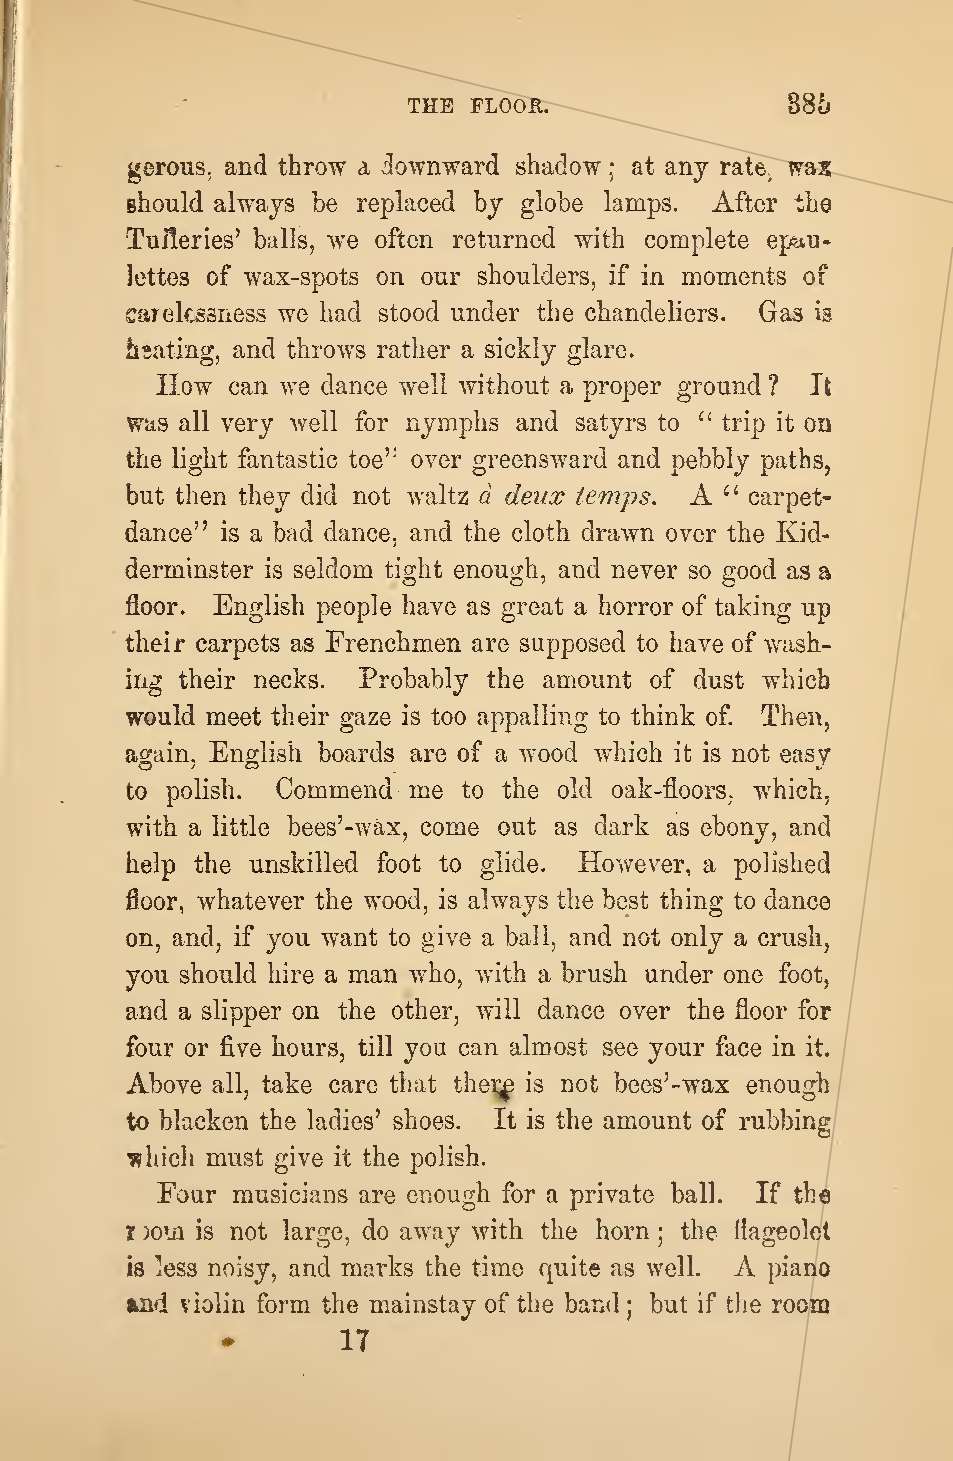 THE FLOOR. 385
gerous, and throw a downward shadow; at any rate, wax
should always be replaced by globe lamps. After the
Tuileries’ balls, we often returned with complete epau-
lettes of wax-spots on our shoulders, if in moments of
carelessness we had stood under the chandeliers. Gas is
heating, and throws rather a sickly glare.
How can we dance well without a proper ground? It
was all very well for nymphs and satyrs to “trip it on
the light fantastic toe” over greensward and pebbly paths,
but then they did not waltz à deux temps. A “carpet-
dance” is a bad dance, and the cloth drawn over the Kid-
derminster is seldom tight enough, and never so good as a
floor. English people have as great a horror of taking up
their carpets as Frenchmen are supposed to have of wash-
ing their necks. Probably the amount of dust which
would meet their gaze is too appalling to think of. Then,
again, English boards are of a wood which it is not easy
to polish. Commend me to the old oak-floors, which,
with a little bees’-wax, come out as dark as ebony, and
help the unskilled foot to glide. However, a polished
floor, whatever the wood, is always the best thing to dance
on, and, if you want to give a ball, and not only a crush,
you should hire a man who, with a brush under one foot,
and a slipper on the other, will dance over the floor for
four or five hours, till you can almost see your face in it.
Above all, take care that there is not bees’-wax enough
to blacken the ladies’ shoes. It is the amount of rubbing
which must give it the polish.
Four musicians are enough for a private ball. If the
room is not large, do away with the horn; the flageolet
is less noisy, and marks the time quite as well. A piano
and violin form the mainstay of the band; but if the room
17